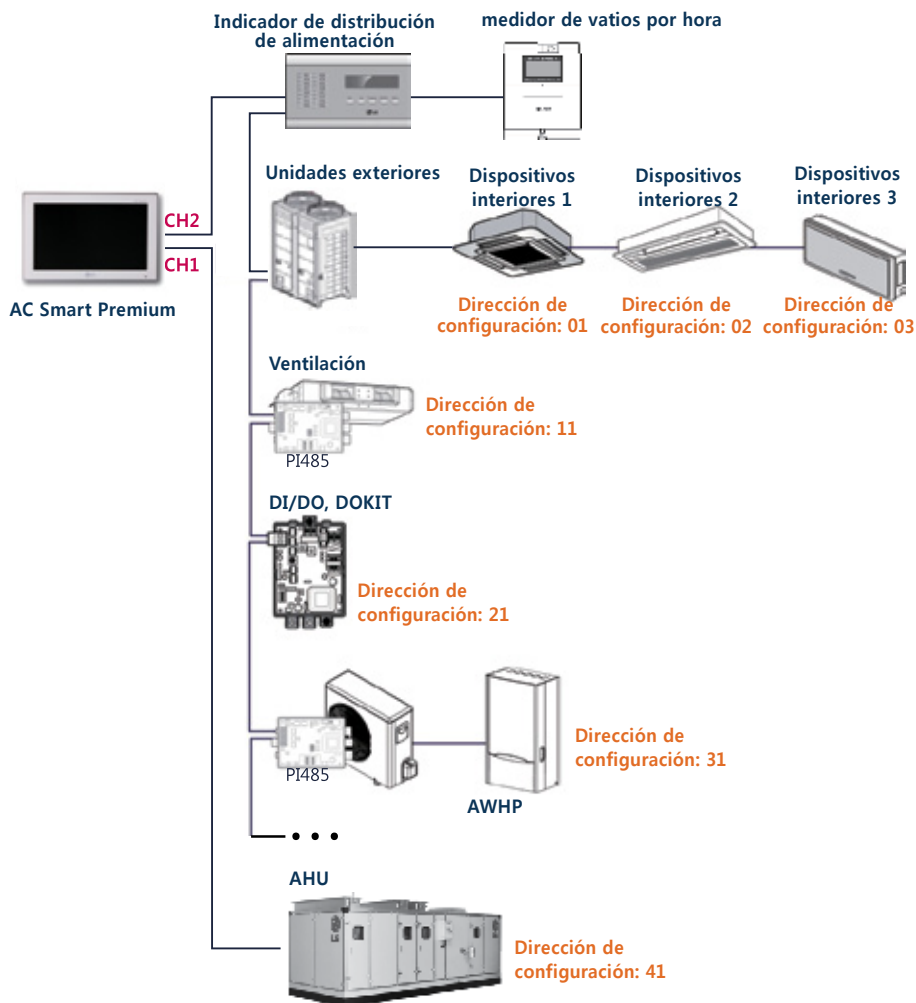 Indicador de distribución
de alimentación
medidor de vatios por hora
Unidades exteriores
Dispositivos
interiores 1
Dispositivos
interiores 2
Dispositivos
interiores 3
CH2
CH1
AC Smart Premium
Dirección de
configuración: 01
Dirección de
configuración: 02
Dirección de
configuración: 03
Ventilación
Dirección de
configuración: 11
PI485
DI/DO, DOKIT
Dirección de
configuración: 21
PI485
Dirección de
configuración: 31
AWHP
• • •
AHU
Dirección de
configuración: 41